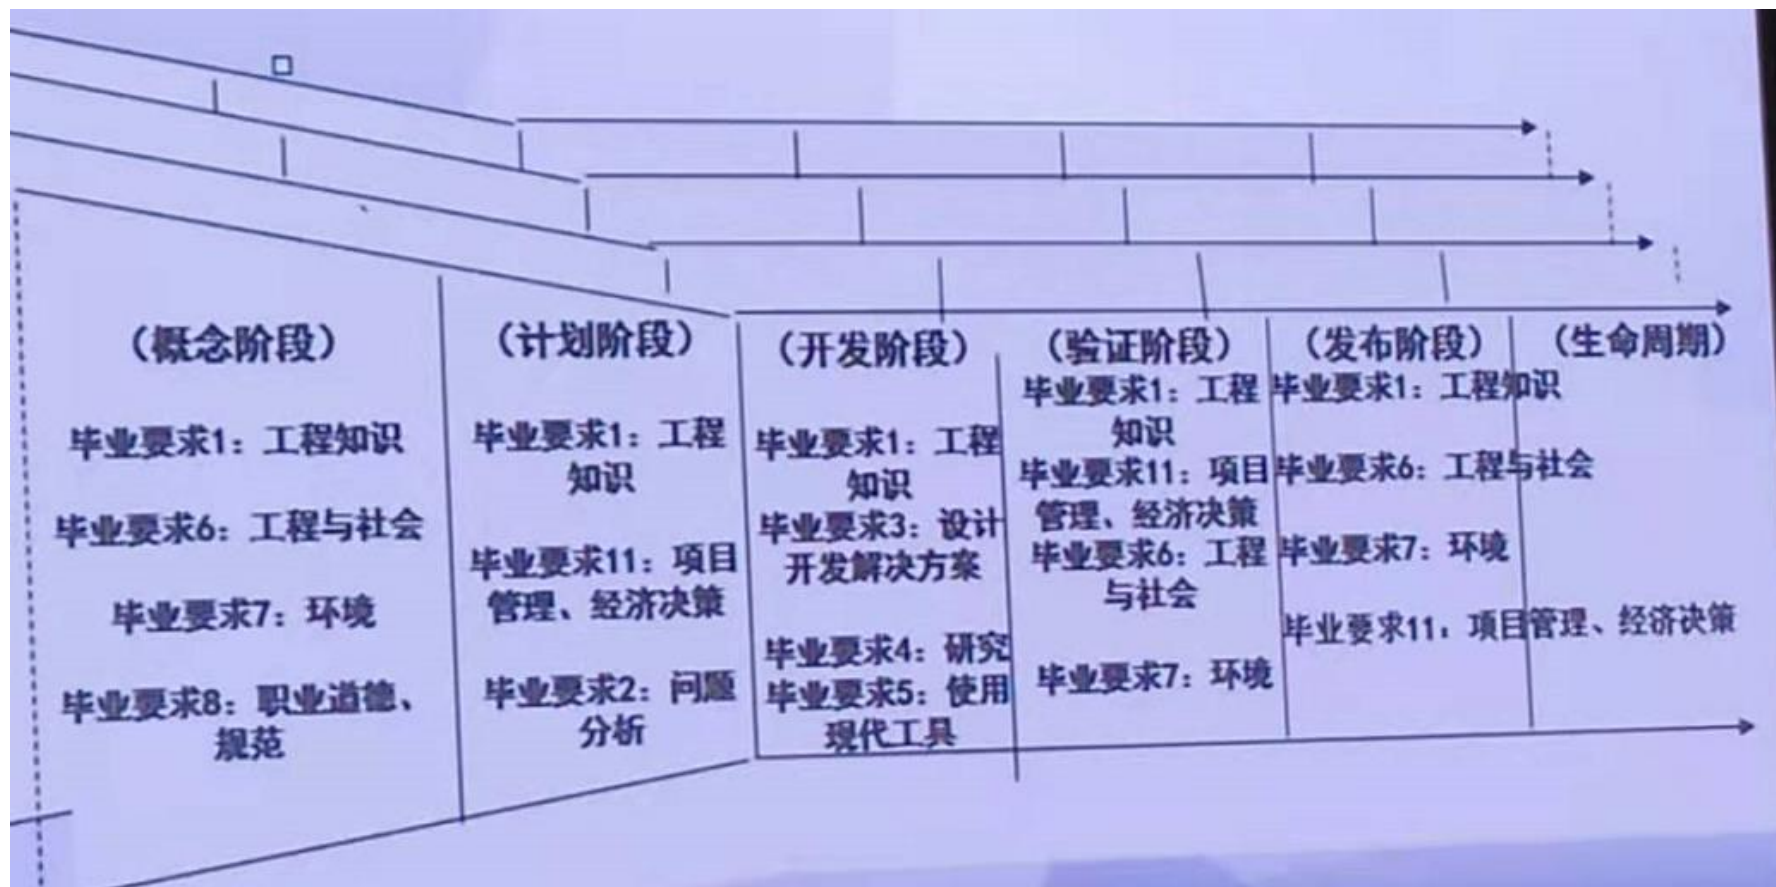 （概念阶段）
毕业要求1：工程知识
毕业要求6：工程与社会
毕业要求7：环境
毕业要求8：职业道德、
规范
（计划阶段）
毕业要求1：工程
知识
毕业要求11：项目
管理、经济决策
毕业要求2：问题
分析
（开发阶段）
毕业要求1：工程
知识
毕业要求3：设计
开发解决方案
毕业要求4：研究
毕业要求5：使用
现代工具
（验证阶段）
毕业要求1：工程
知识
毕业要求11：项目
管理、经济决策
毕业要求6：工程
与社会
毕业要求7：环境
（发布阶段）
毕业要求1：工程知识
毕业要求6：工程与社会
毕业要求7：环境
毕业要求11：项目管理、经济决策
（生命周期）